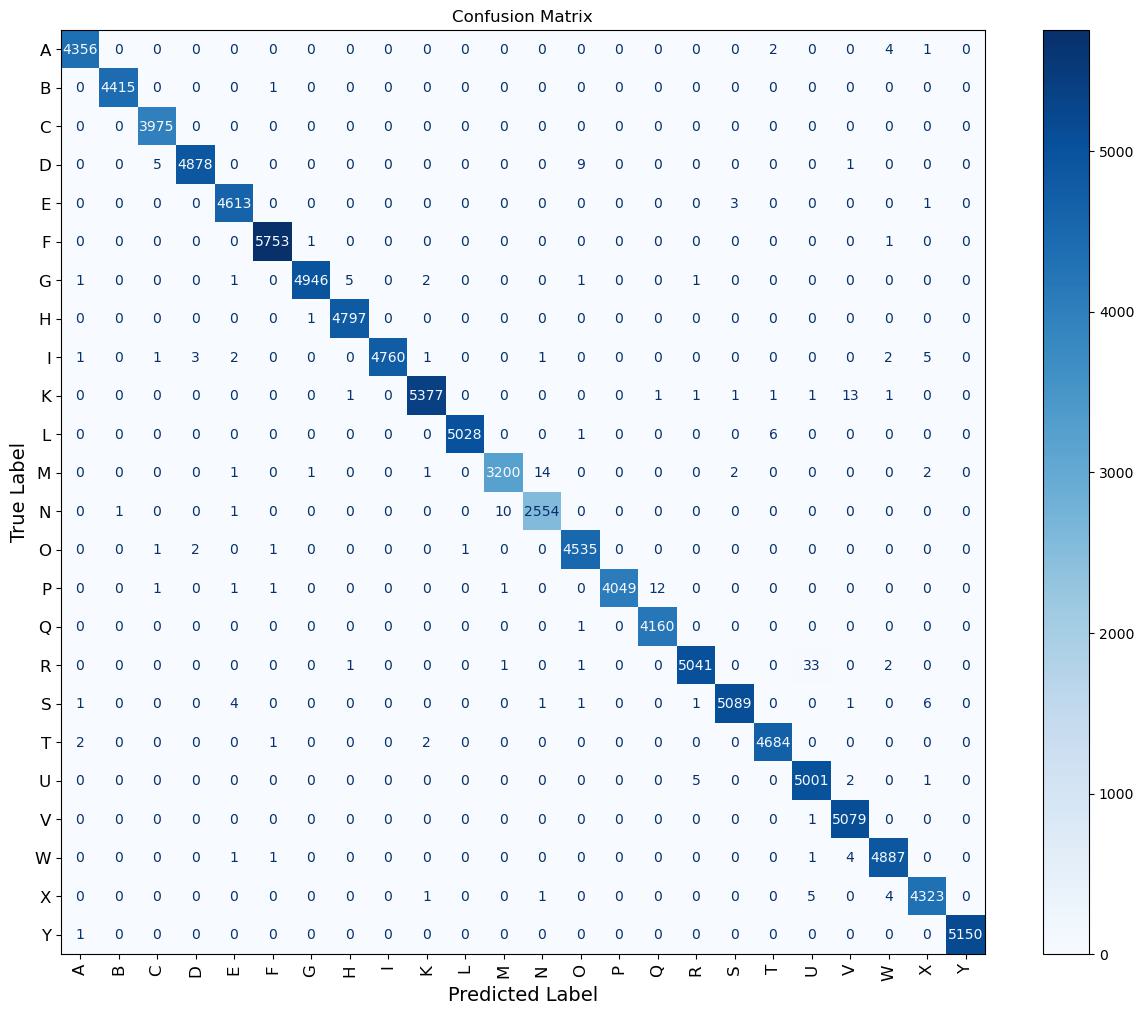 Confusion Matrix
A 4356 0 0 0 0 0 0 0 0 0 0 0 0 0 0 0 0 0 2 0 0 4 1 0
B 0 4415 0 0 0 1 0 0 0 0 0 0 0 0 0 0 0 0 0 0 0 0 0 0
C 0 0 3975 0 0 0 0 0 0 0 0 0 0 0 0 0 0 0 0 0 0 0 0 0
D 0 0 5 4878 0 0 0 0 0 0 0 0 0 9 0 0 0 0 0 0 1 0 0 0
E 0 0 0 0 4613 0 0 0 0 0 0 0 0 0 0 0 0 3 0 0 0 0 1 0
F 0 0 0 0 0 5753 1 0 0 0 0 0 0 0 0 0 0 0 0 0 0 1 0 0
G 1 0 0 0 1 0 4946 5 0 2 0 0 0 1 0 0 1 0 0 0 0 0 0 0
H 0 0 0 0 0 0 1 4797 0 0 0 0 0 0 0 0 0 0 0 0 0 0 0 0
I 1 0 1 3 2 0 0 0 4760 1 0 0 1 0 0 0 0 0 0 0 0 2 5 0
K 0 0 0 0 0 0 0 1 0 5377 0 0 0 0 0 1 1 1 1 1 13 1 0 0
L 0 0 0 0 0 0 0 0 0 0 5028 0 0 1 0 0 0 0 6 0 0 0 0 0
M 0 0 0 0 1 0 1 0 0 1 0 3200 14 0 0 0 0 2 0 0 0 0 2 0
N 0 1 0 0 1 0 0 0 0 0 0 10 2554 0 0 0 0 0 0 0 0 0 0 0
O 0 0 1 2 0 1 0 0 0 0 1 0 0 4535 0 0 0 0 0 0 0 0 0 0
P 0 0 1 0 1 1 0 0 0 0 0 1 0 0 4049 12 0 0 0 0 0 0 0 0
Q 0 0 0 0 0 0 0 0 0 0 0 0 0 1 0 4160 0 0 0 0 0 0 0 0
R 0 0 0 0 0 0 0 1 0 0 0 1 0 1 0 0 5041 0 0 33 0 2 0 0
S 1 0 0 0 4 0 0 0 0 0 0 0 1 1 0 0 1 5089 0 0 1 0 6 0
T 2 0 0 0 0 1 0 0 0 2 0 0 0 0 0 0 0 0 4684 0 0 0 0 0
U 0 0 0 0 0 0 0 0 0 0 0 0 0 0 0 0 5 0 0 5001 2 0 1 0
V 0 0 0 0 0 0 0 0 0 0 0 0 0 0 0 0 0 0 0 1 5079 0 0 0
W 0 0 0 0 1 1 0 0 0 0 0 0 0 0 0 0 0 0 0 1 4 4887 0 0
X 0 0 0 0 0 0 0 0 0 1 0 0 1 0 0 0 0 0 0 5 0 4 4323 0
Y 1 0 0 0 0 0 0 0 0 0 0 0 0 0 0 0 0 0 0 0 0 0 0 5150
A B C D E F G H I K L M N O P Q R S T U V W X Y
Predicted Label
True Label
5000
4000
3000
2000
1000
0